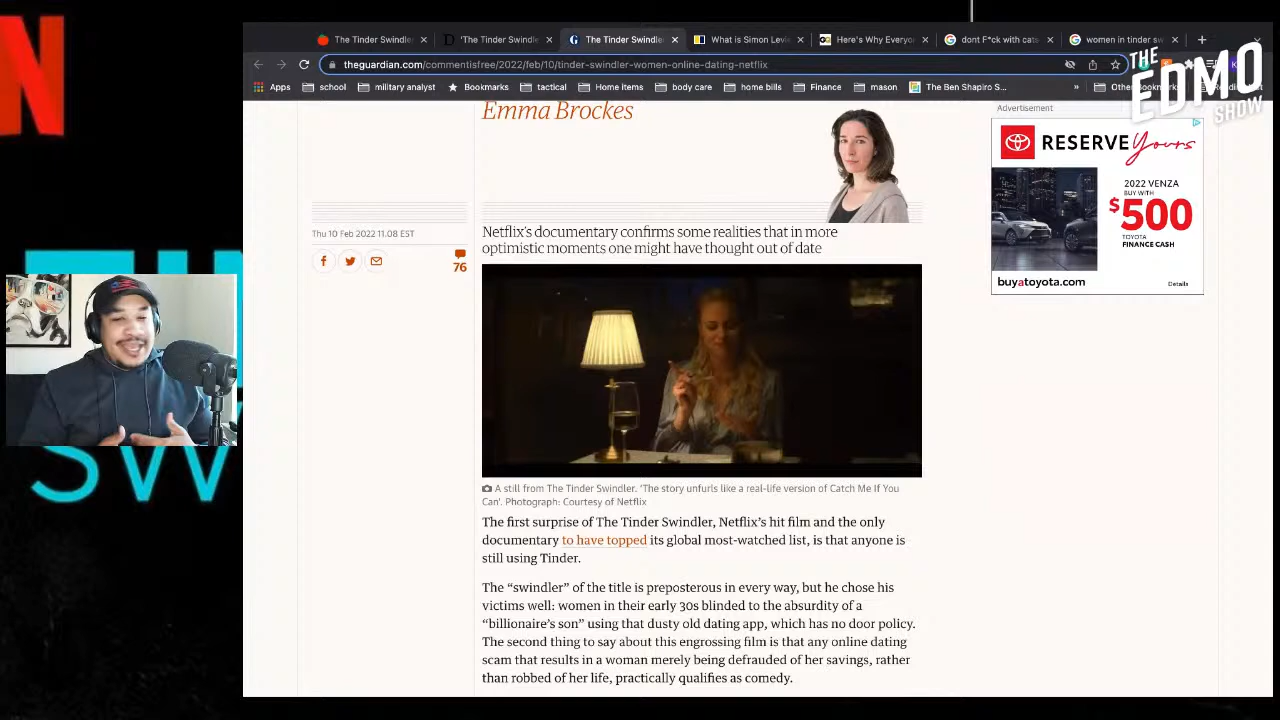 THE
EDMO
SHOW
The Tinder Swindle
'The Tinder Swindle
The Tinder Swindle
What is Simon Levie
Here's Why Everyo
dont F*ck with cats
women in tinder sw
theguardian.com/commentisfree/2022/feb/10/tinder-swindler-women-online-dating-netflix
Apps
school
military analyst
Bookmarks
tactical
Home items
body care
home bills
Finance
mason
The Ben Shapiro S...
»
Emma Brockes
Thu 10 Feb 2022 11.08 EST
76
Netflix's documentary confirms some realities that in more
optimistic moments one might have thought out of date
A still from The Tinder Swindler. 'The story unfurls like a real-life version of Catch Me If You
Can'. Photograph: Courtesy of Netflix
The first surprise of The Tinder Swindler, Netflix's hit film and the only
documentary to have topped its global most-watched list, is that anyone is
still using Tinder.
The “swindler” of the title is preposterous in every way, but he chose his
victims well: women in their early 30s blinded to the absurdity of a
“billionaire's son” using that dusty old dating app, which has no door policy.
The second thing to say about this engrossing film is that any online dating
scam that results in a woman merely being defrauded of her savings, rather
than robbed of her life, practically qualifies as comedy.
Advertisement
RESERVE Yours
2022 VENZA
BUY WITH
$500
TOYOTA
FINANCE CASH
buyatoyota.com
Details
N
SW